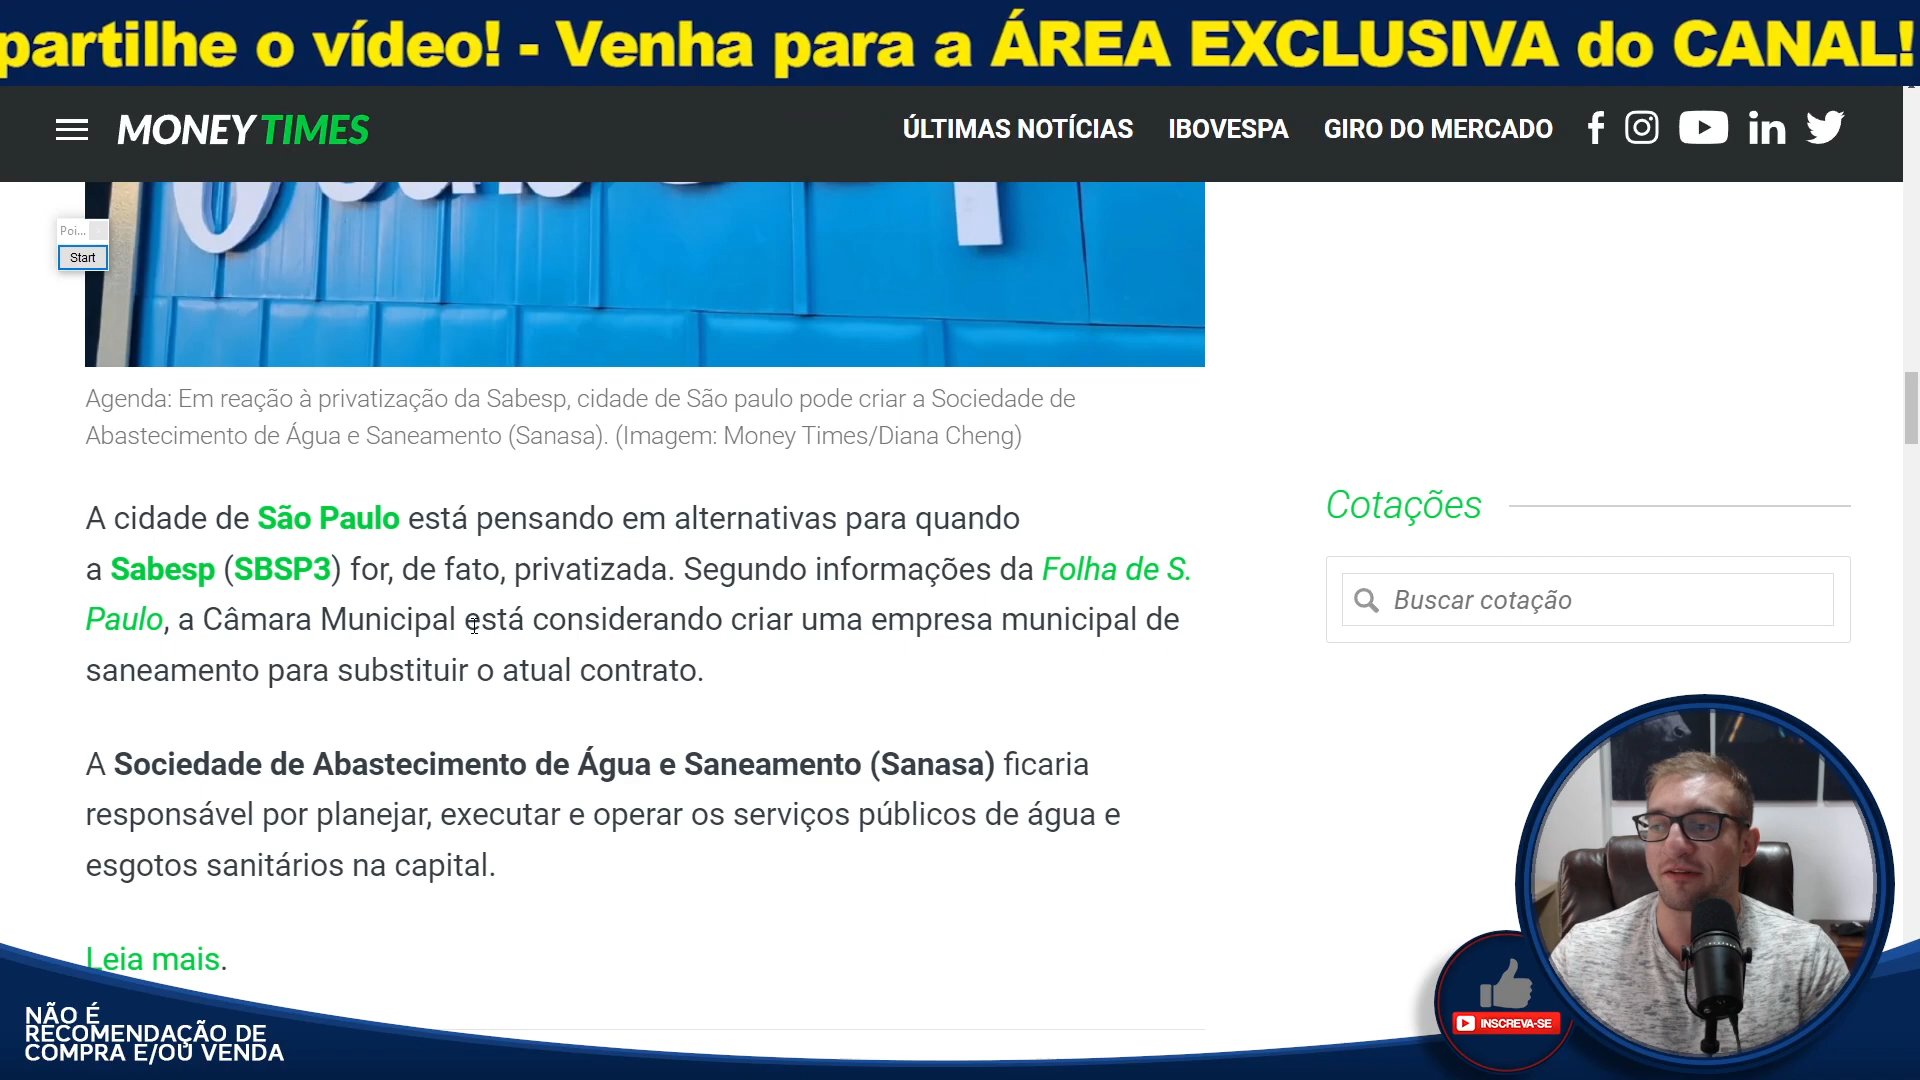 partilhe o vídeo! - Venha para a ÁREA EXCLUSIVA do CANAL!
MONEY TIMES
ÚLTIMAS NOTÍCIAS
IBOVESPA
GIRO DO MERCADO
Poi...
Start
Agenda: Em reação à privatização da Sabesp, cidade de São paulo pode criar a Sociedade de
Abastecimento de Água e Saneamento (Sanasa). (Imagem: Money Times/Diana Cheng)
A cidade de São Paulo está pensando em alternativas para quando
a Sabesp (SBSP3) for, de fato, privatizada. Segundo informações da Folha de S.
Paulo, a Câmara Municipal está considerando criar uma empresa municipal de
saneamento para substituir o atual contrato.
A Sociedade de Abastecimento de Água e Saneamento (Sanasa) ficaria
responsável por planejar, executar e operar os serviços públicos de água e
esgotos sanitários na capital.
Leia mais.
Cotações
Buscar cotação
NÃO É
RECOMENDAÇÃO DE
COMPRA E/OU VENDA
INSCREVA-SE